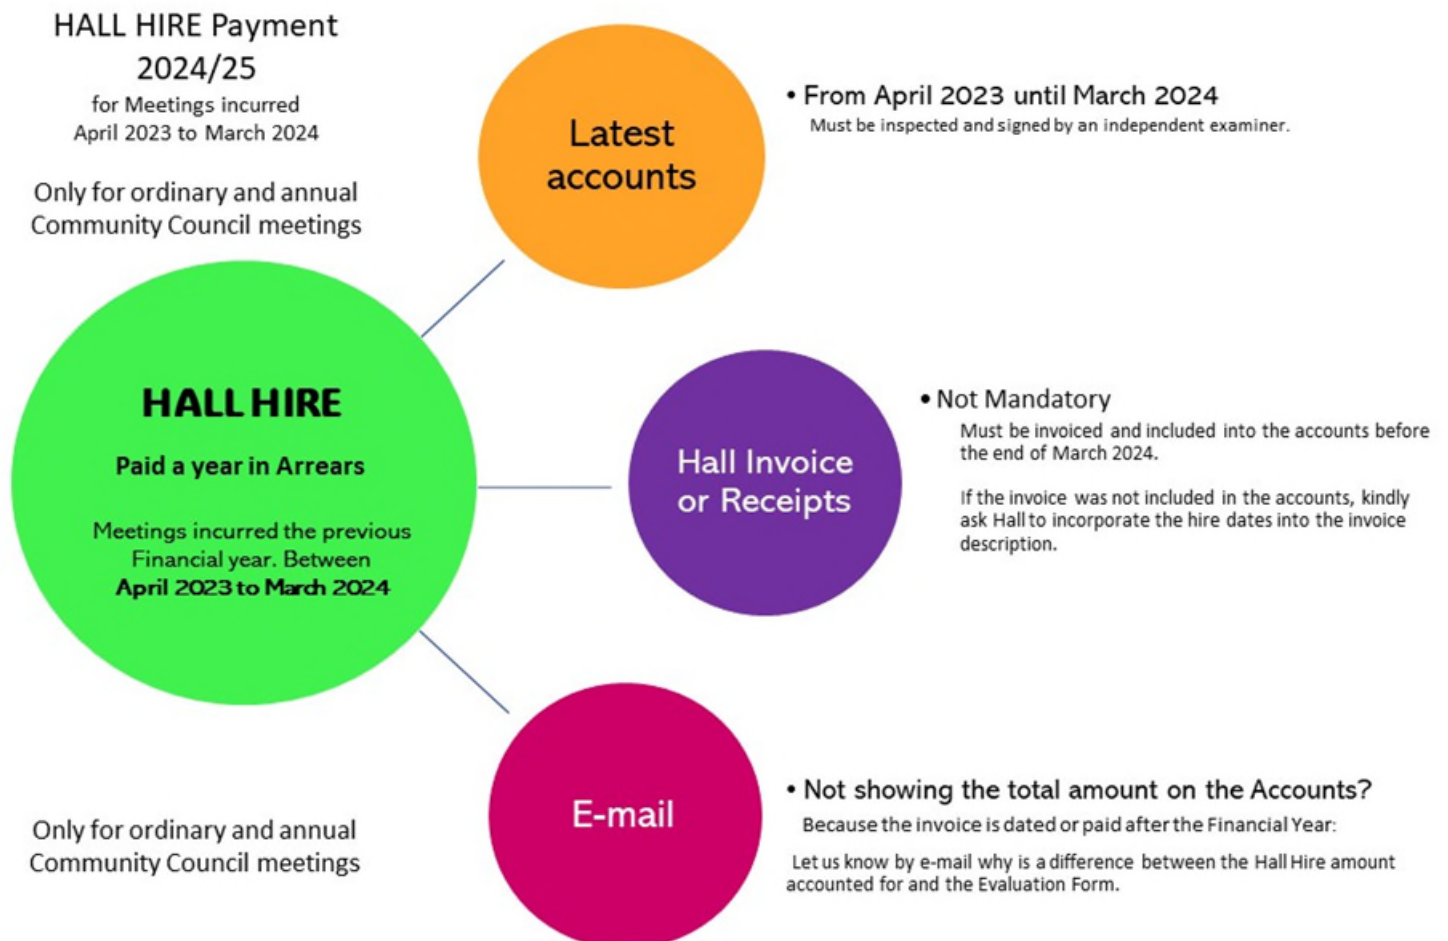 HALL HIRE Payment
2024/25
for Meetings incurred
April 2023 to March 2024
Only for ordinary and annual
Community Council meetings
Latest
accounts
• From April 2023 until March 2024
Must be inspected and signed by an independent examiner.
HALL HIRE
Paid a year in Arrears
Meetings incurred the previous
Financial year. Between
April 2023 to March 2024
Hall Invoice
or Receipts
• Not Mandatory
Must be invoiced and included into the accounts before
the end of March 2024.
If the invoice was not included in the accounts, kindly
ask Hall to incorporate the hire dates into the invoice
description.
E-mail
• Not showing the total amount on the Accounts?
Because the invoice is dated or paid after the Financial Year:
Let us know by e-mail why is a difference between the Hall Hire amount
accounted for and the Evaluation Form.
Only for ordinary and annual
Community Council meetings